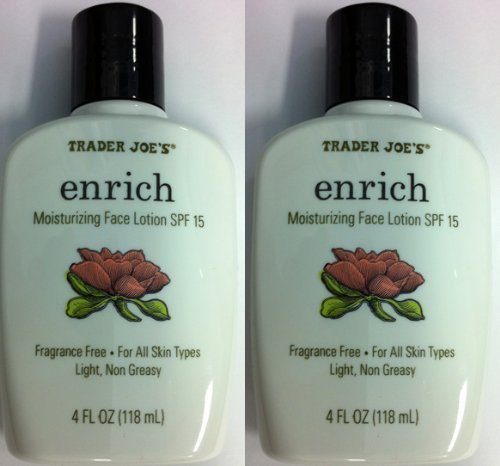 TRADER JOE'S®
enrich
Moisturizing Face Lotion SPF 15
Fragrance Free • For All Skin Types
Light, Non Greasy
4 FL OZ (118 mL)
TRADER JOE'S®
enrich
Moisturizing Face Lotion SPF 15
Fragrance Free • For All Skin Types
Light, Non Greasy
4 FL OZ (118 mL)